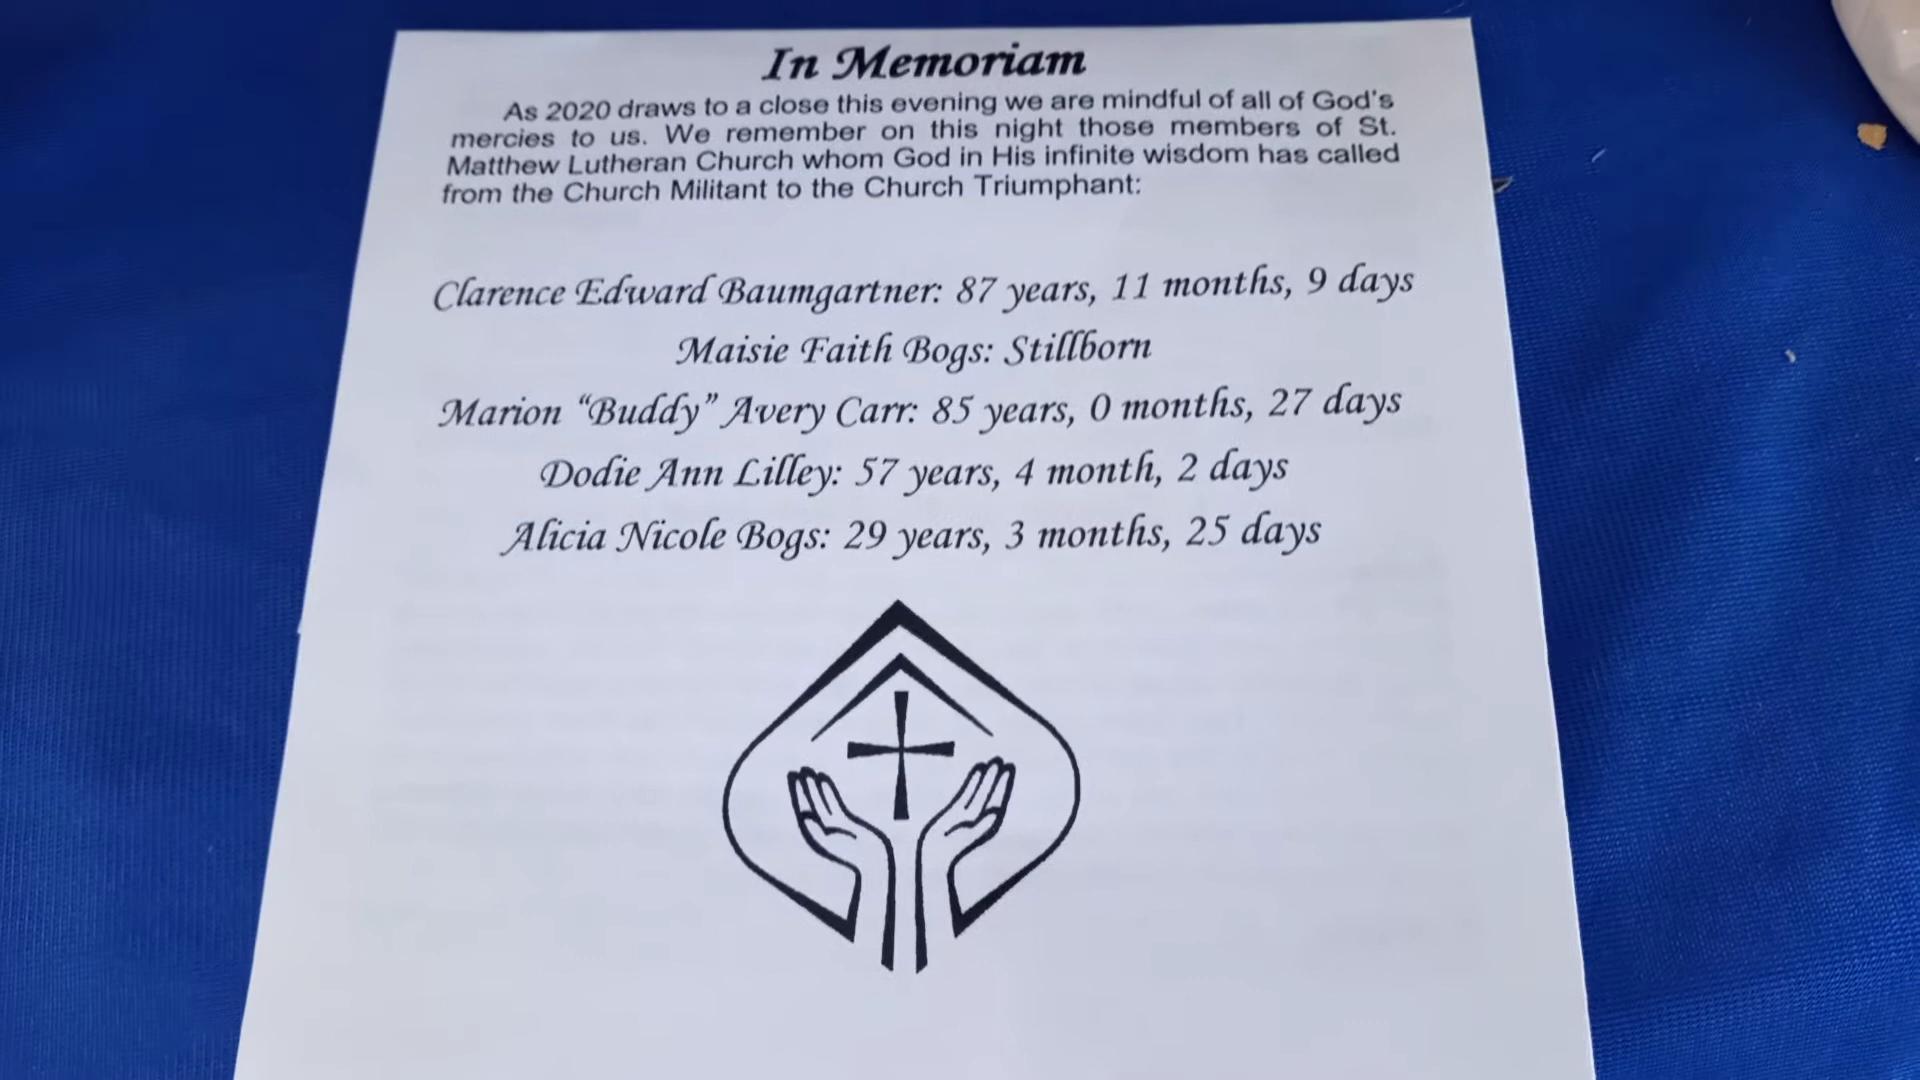 In Memoriam
As 2020 draws to a close this evening we are mindful of all of God's
mercies to us. We remember on this night those members of St.
Matthew Lutheran Church whom God in His infinite wisdom has called
from the Church Militant to the Church Triumphant:
Clarence Edward Baumgartner: 87 years, 11 months, 9 days
Maisie Faith Bogs: Stillborn
Marion “Buddy” Avery Carr: 85 years, 0 months, 27 days
Dodie Ann Lilley: 57 years, 4 month, 2 days
Alicia Nicole Bogs: 29 years, 3 months, 25 days